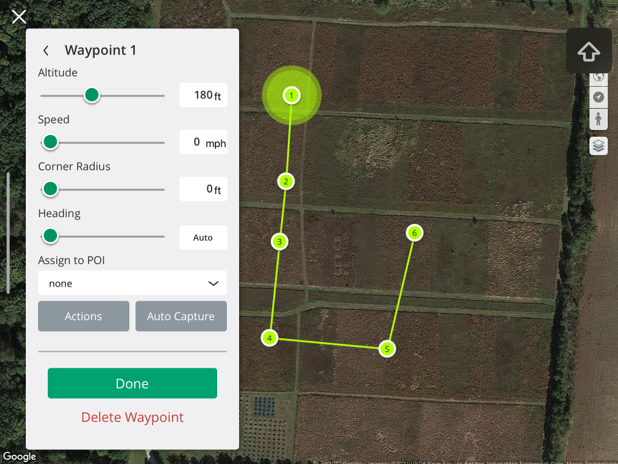 Waypoint 1
Altitude
180 ft
Speed
0 mph
Corner Radius
0 ft
Heading
Auto
Assign to POI
none
Actions
Auto Capture
Done
Delete Waypoint
1
2
3
6
4
5
Google